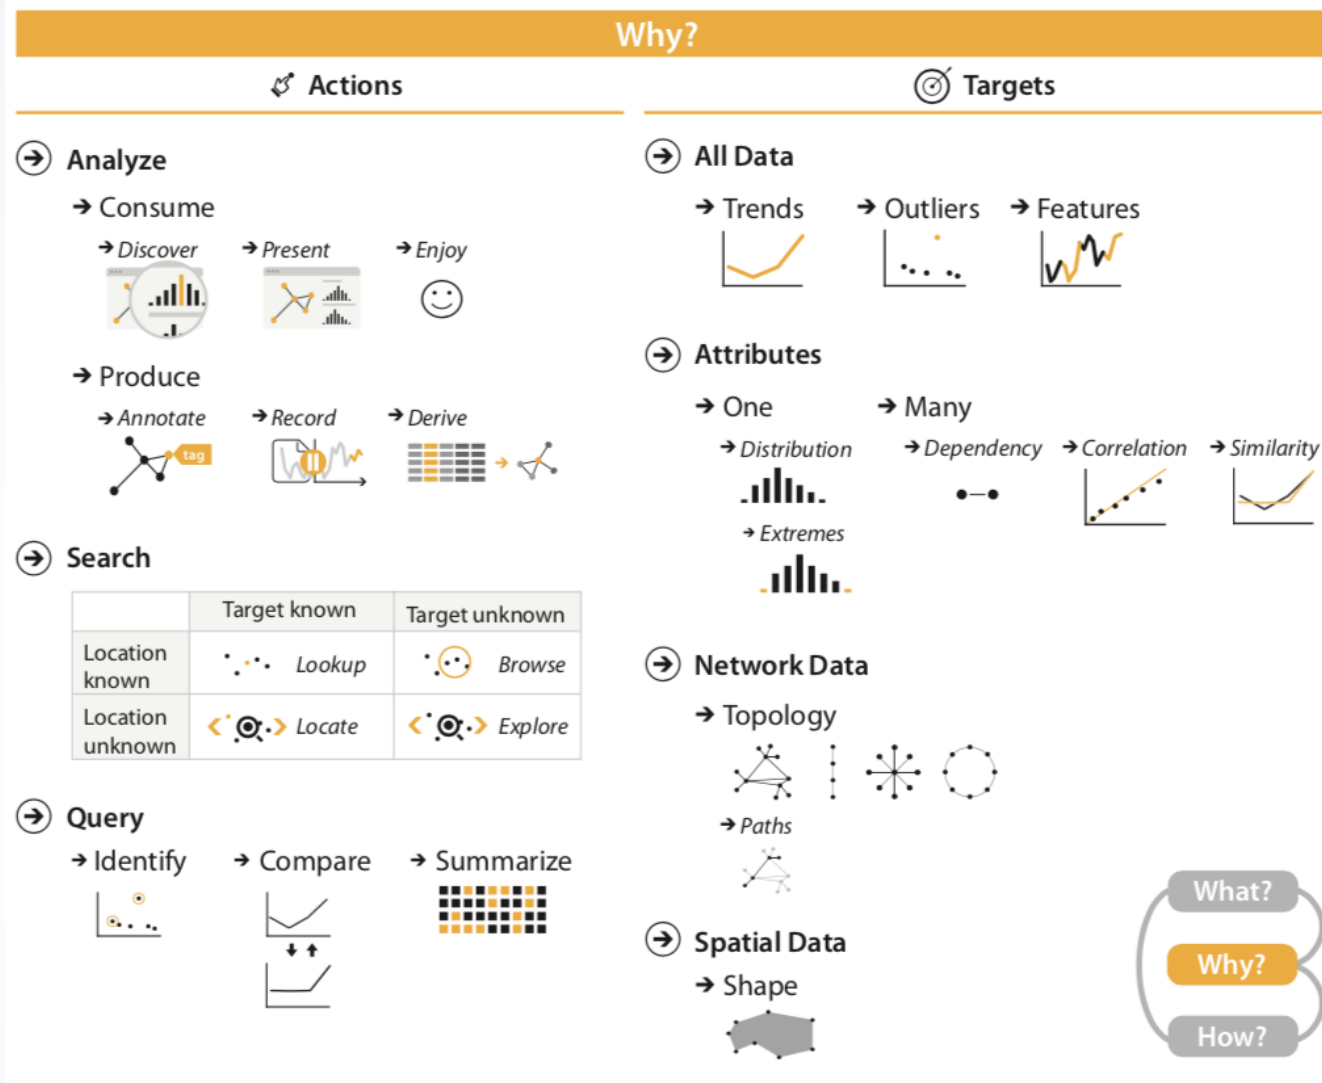 Why?
Actions
Analyze
Consume
Discover
Present
Enjoy
Produce
Annotate
Record
Derive
tag
Search
Target known
Target unknown
Location
known
Lookup
Browse
Location
unknown
Locate
Explore
Query
Identify
Compare
Summarize
Targets
All Data
Trends
Outliers
Features
Attributes
One
Many
Distribution
Dependency
Correlation
Similarity
Extremes
Network Data
Topology
Paths
Spatial Data
Shape
What?
Why?
How?